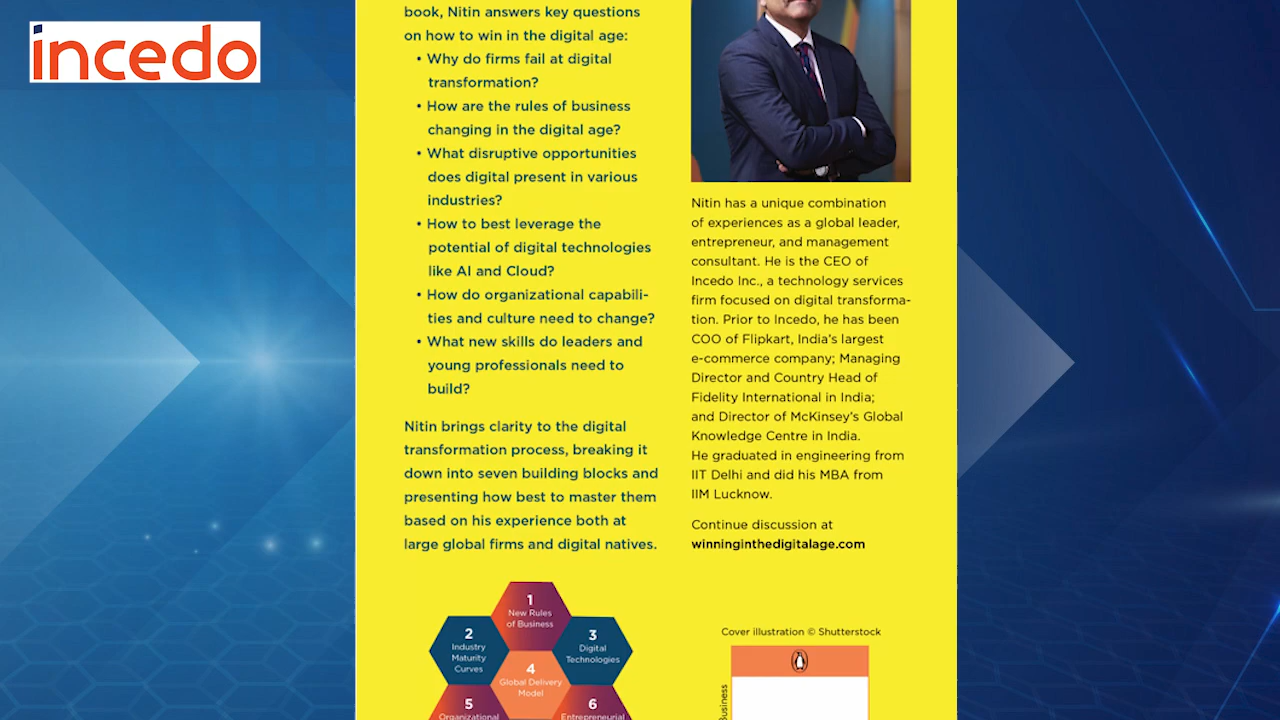 incedo
book, Nitin answers key questions
on how to win in the digital age:
• Why do firms fail at digital
transformation?
• How are the rules of business
changing in the digital age?
• What disruptive opportunities
does digital present in various
industries?
• How to best leverage the
potential of digital technologies
like AI and Cloud?
• How do organizational capabili-
ties and culture need to change?
• What new skills do leaders and
young professionals need to
build?
Nitin brings clarity to the digital
transformation process, breaking it
down into seven building blocks and
presenting how best to master them
based on his experience both at
large global firms and digital natives.
1
New Rules
of Business
2
Industry
Maturity
Curves
3
Digital
Technologies
4
Global Delivery
Model
5
Organizational
6
Entrepreneurial
Nitin has a unique combination
of experiences as a global leader,
entrepreneur, and management
consultant. He is the CEO of
Incedo Inc., a technology services
firm focused on digital transforma-
tion. Prior to Incedo, he has been
COO of Flipkart, India's largest
e-commerce company; Managing
Director and Country Head of
Fidelity International in India;
and Director of McKinsey's Global
Knowledge Centre in India.
He graduated in engineering from
IIT Delhi and did his MBA from
IIM Lucknow.
Continue discussion at
winninginthedigitalage.com
Cover illustration © Shutterstock
Business